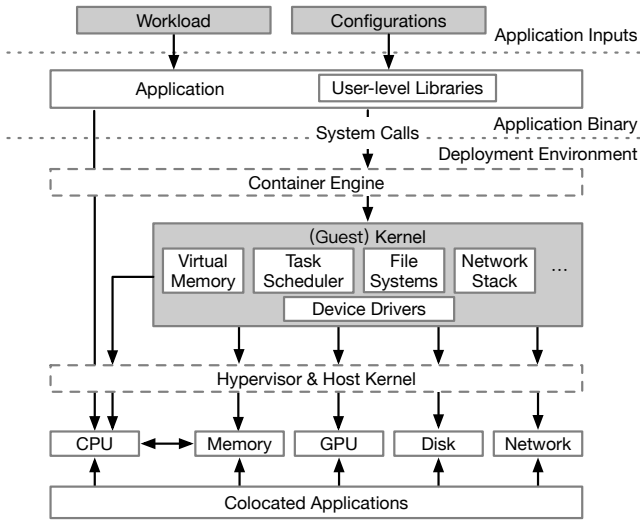 Workload
Configurations
Application Inputs
Application
User-level Libraries
Application Binary
System Calls
Deployment Environment
Container Engine
(Guest) Kernel
Virtual
Memory
Task
Scheduler
File
Systems
Network
Stack
...
Device Drivers
Hypervisor & Host Kernel
CPU
Memory
GPU
Disk
Network
Colocated Applications